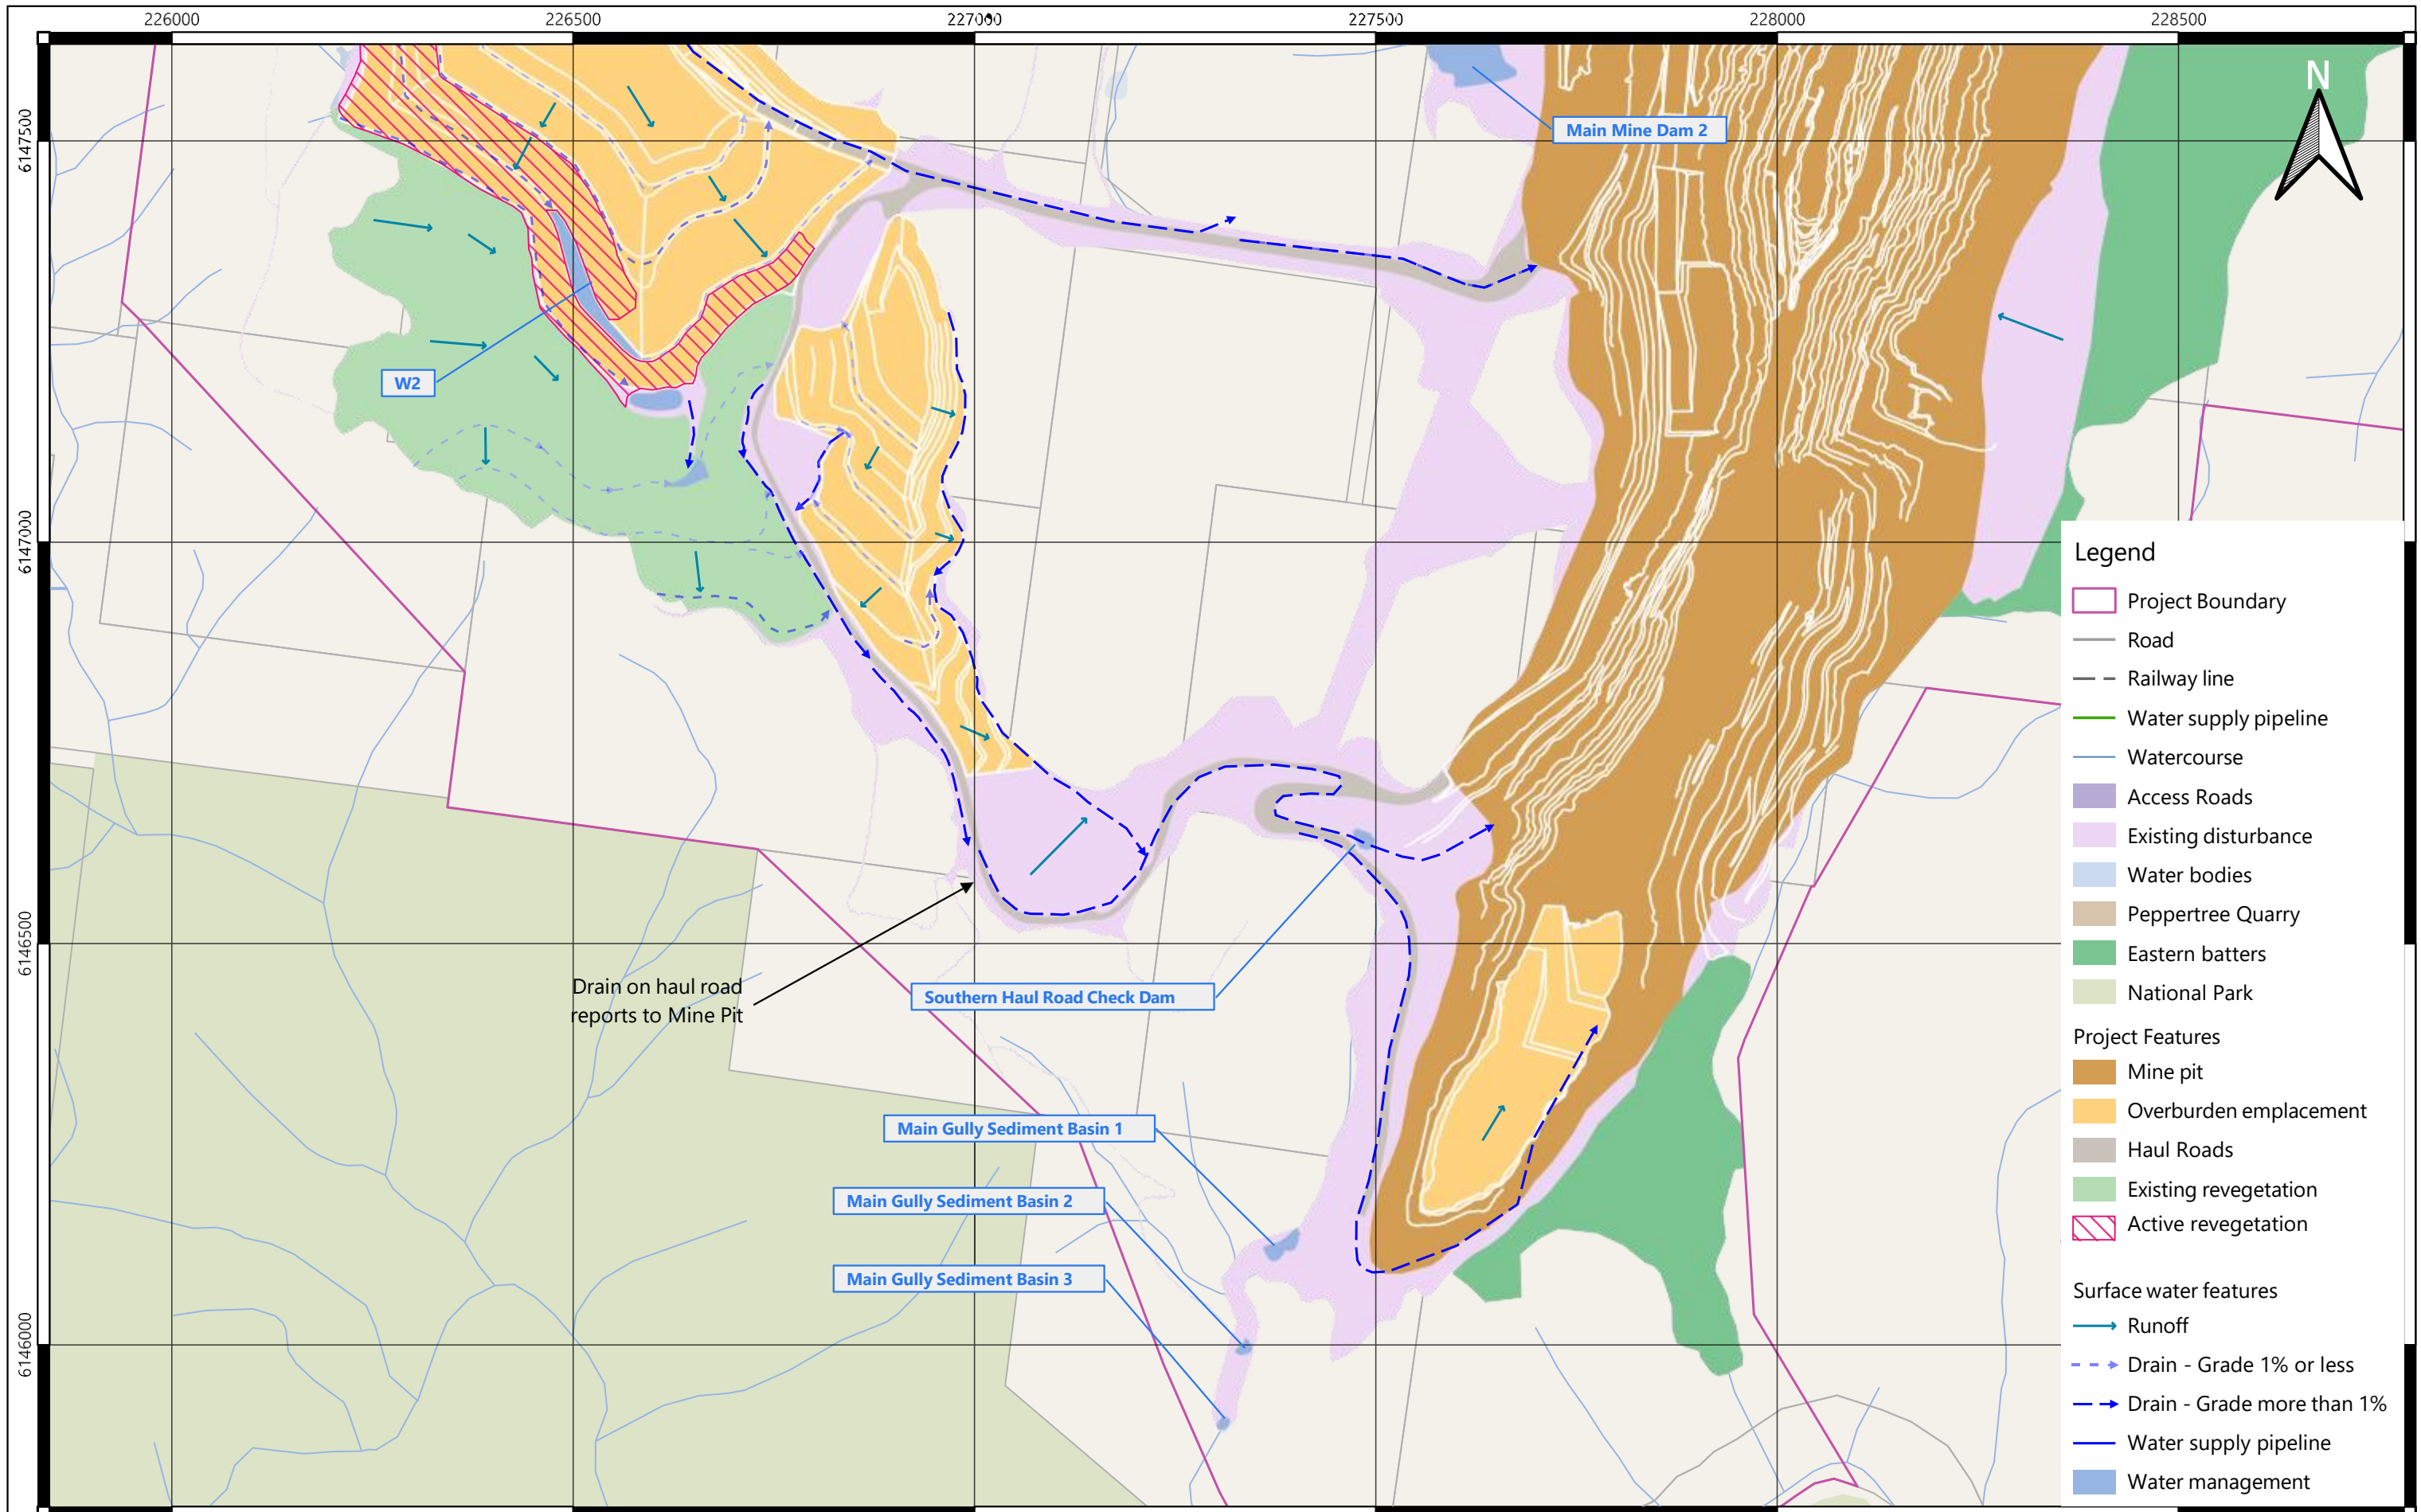 226000
226500
227000
227500
228000
228500
6147500
6147000
6146500
6146000
N
Main Mine Dam 2
W2
Drain on haul road
reports to Mine Pit
Southern Haul Road Check Dam
Main Gully Sediment Basin 1
Main Gully Sediment Basin 2
Main Gully Sediment Basin 3
Legend
Project Boundary
Road
Railway line
Water supply pipeline
Watercourse
Access Roads
Existing disturbance
Water bodies
Peppertree Quarry
Eastern batters
National Park
Project Features
Mine pit
Overburden emplacement
Haul Roads
Existing revegetation
Active revegetation
Surface water features
Runoff
Drain - Grade 1% or less
Drain - Grade more than 1%
Water supply pipeline
Water management